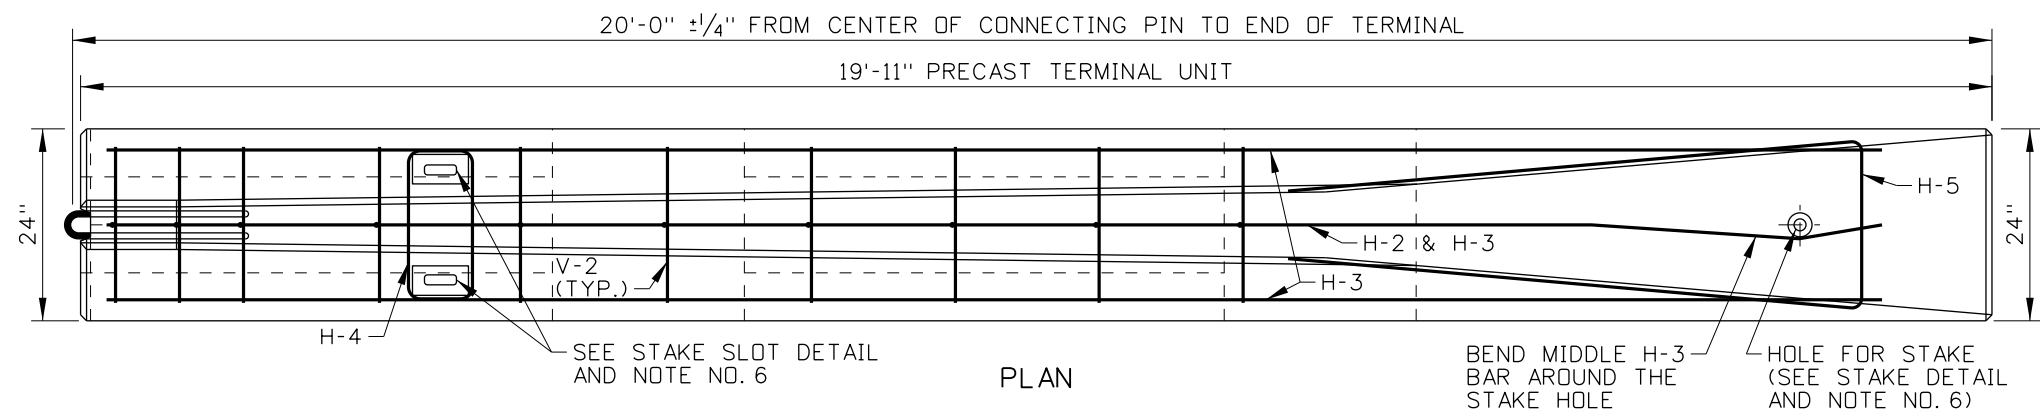 20'-0" ±1/4" FROM CENTER OF CONNECTING PIN TO END OF TERMINAL
19'-11" PRECAST TERMINAL UNIT
24"
24"
H-5
H-2 & H-3
V-2
(TYP.)
H-3
H-4
SEE STAKE SLOT DETAIL
AND NOTE NO. 6
PLAN
BEND MIDDLE H-3
BAR AROUND THE
STAKE HOLE
HOLE FOR STAKE
(SEE STAKE DETAIL
AND NOTE NO. 6)